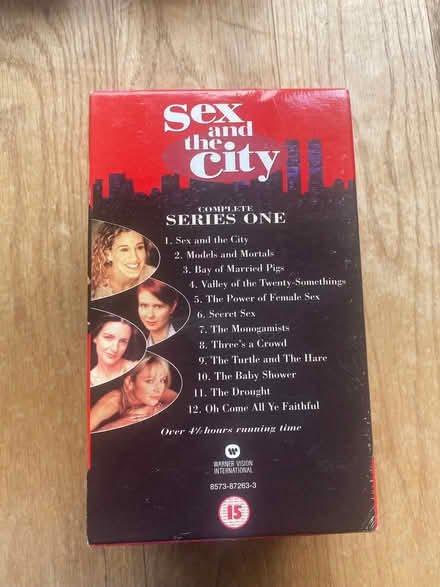 Sex
and
the
city
COMPLETE
SERIES ONE
1. Sex and the City
2. Models and Mortals
3. Bay of Married Pigs
4. Valley of the Twenty-Somethings
5. The Power of Female Sex
6. Secret Sex
7. The Monogamists
8. Three's a Crowd
9. The Turtle and The Hare
10. The Baby Shower
11. The Drought
12. Oh Come All Ye Faithful
Over 4½ hours running time
WARNER VISION
INTERNATIONAL
8573-87263-3
15